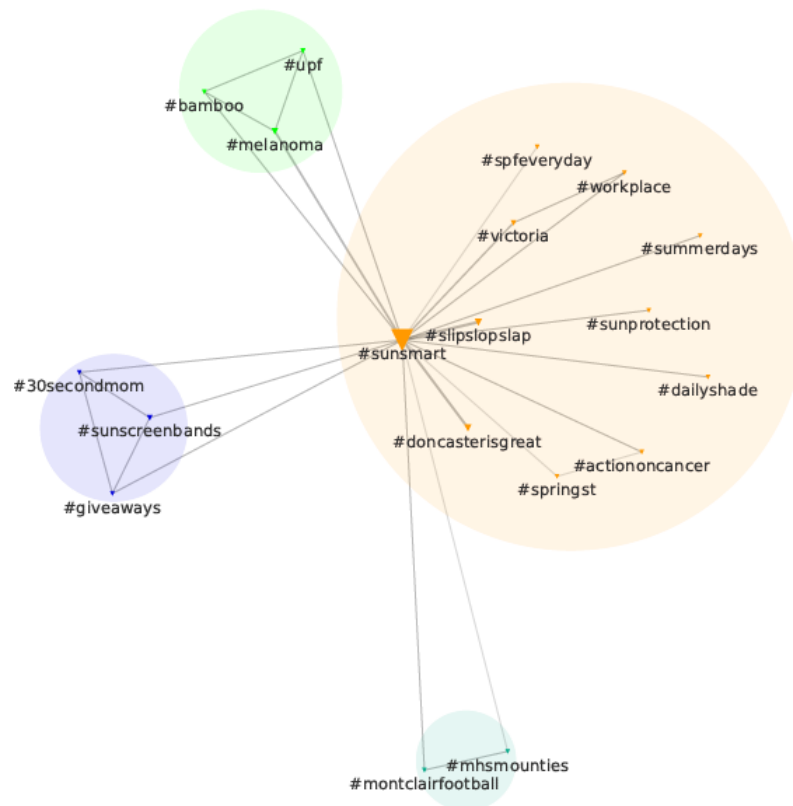 #upf
#bamboo
#melanoma
#spfeveryday
#workplace
#victoria
#summerdays
#sunprotection
#slipslopslap
#sunsmart
#30secondmom
#dailyshade
#sunscreenbands
#doncasterisgreat
#actiononcancer
#springst
#giveaways
#mhsmounties
#montclairfootball